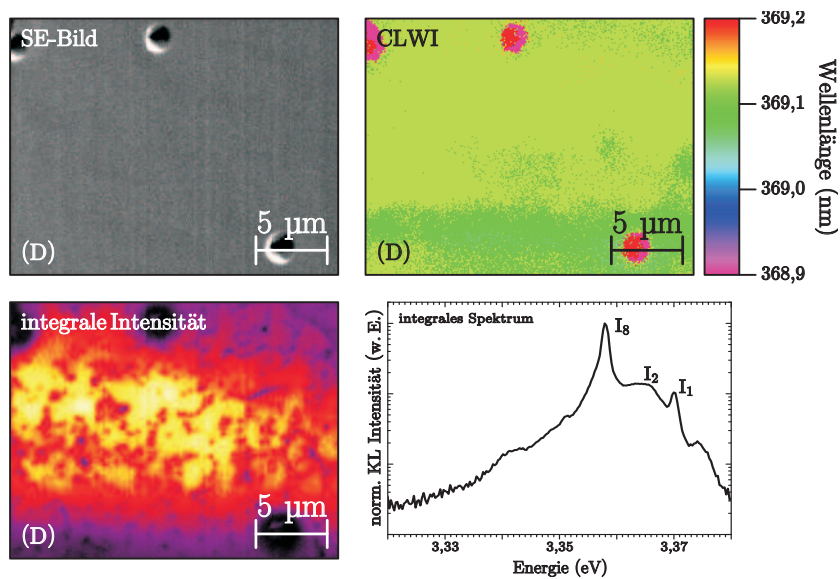 SE-Bild
5 µm
(D)
CLWI
5 µm
(D)
369,2
369,1
369,0
368,9
Wellenlänge (nm)
integrale Intensität
5 µm
(D)
integrales Spektrum
I8
I2
I1
norm. KL Intensität (w. E.)
3,33
3,35
3,37
Energie (eV)